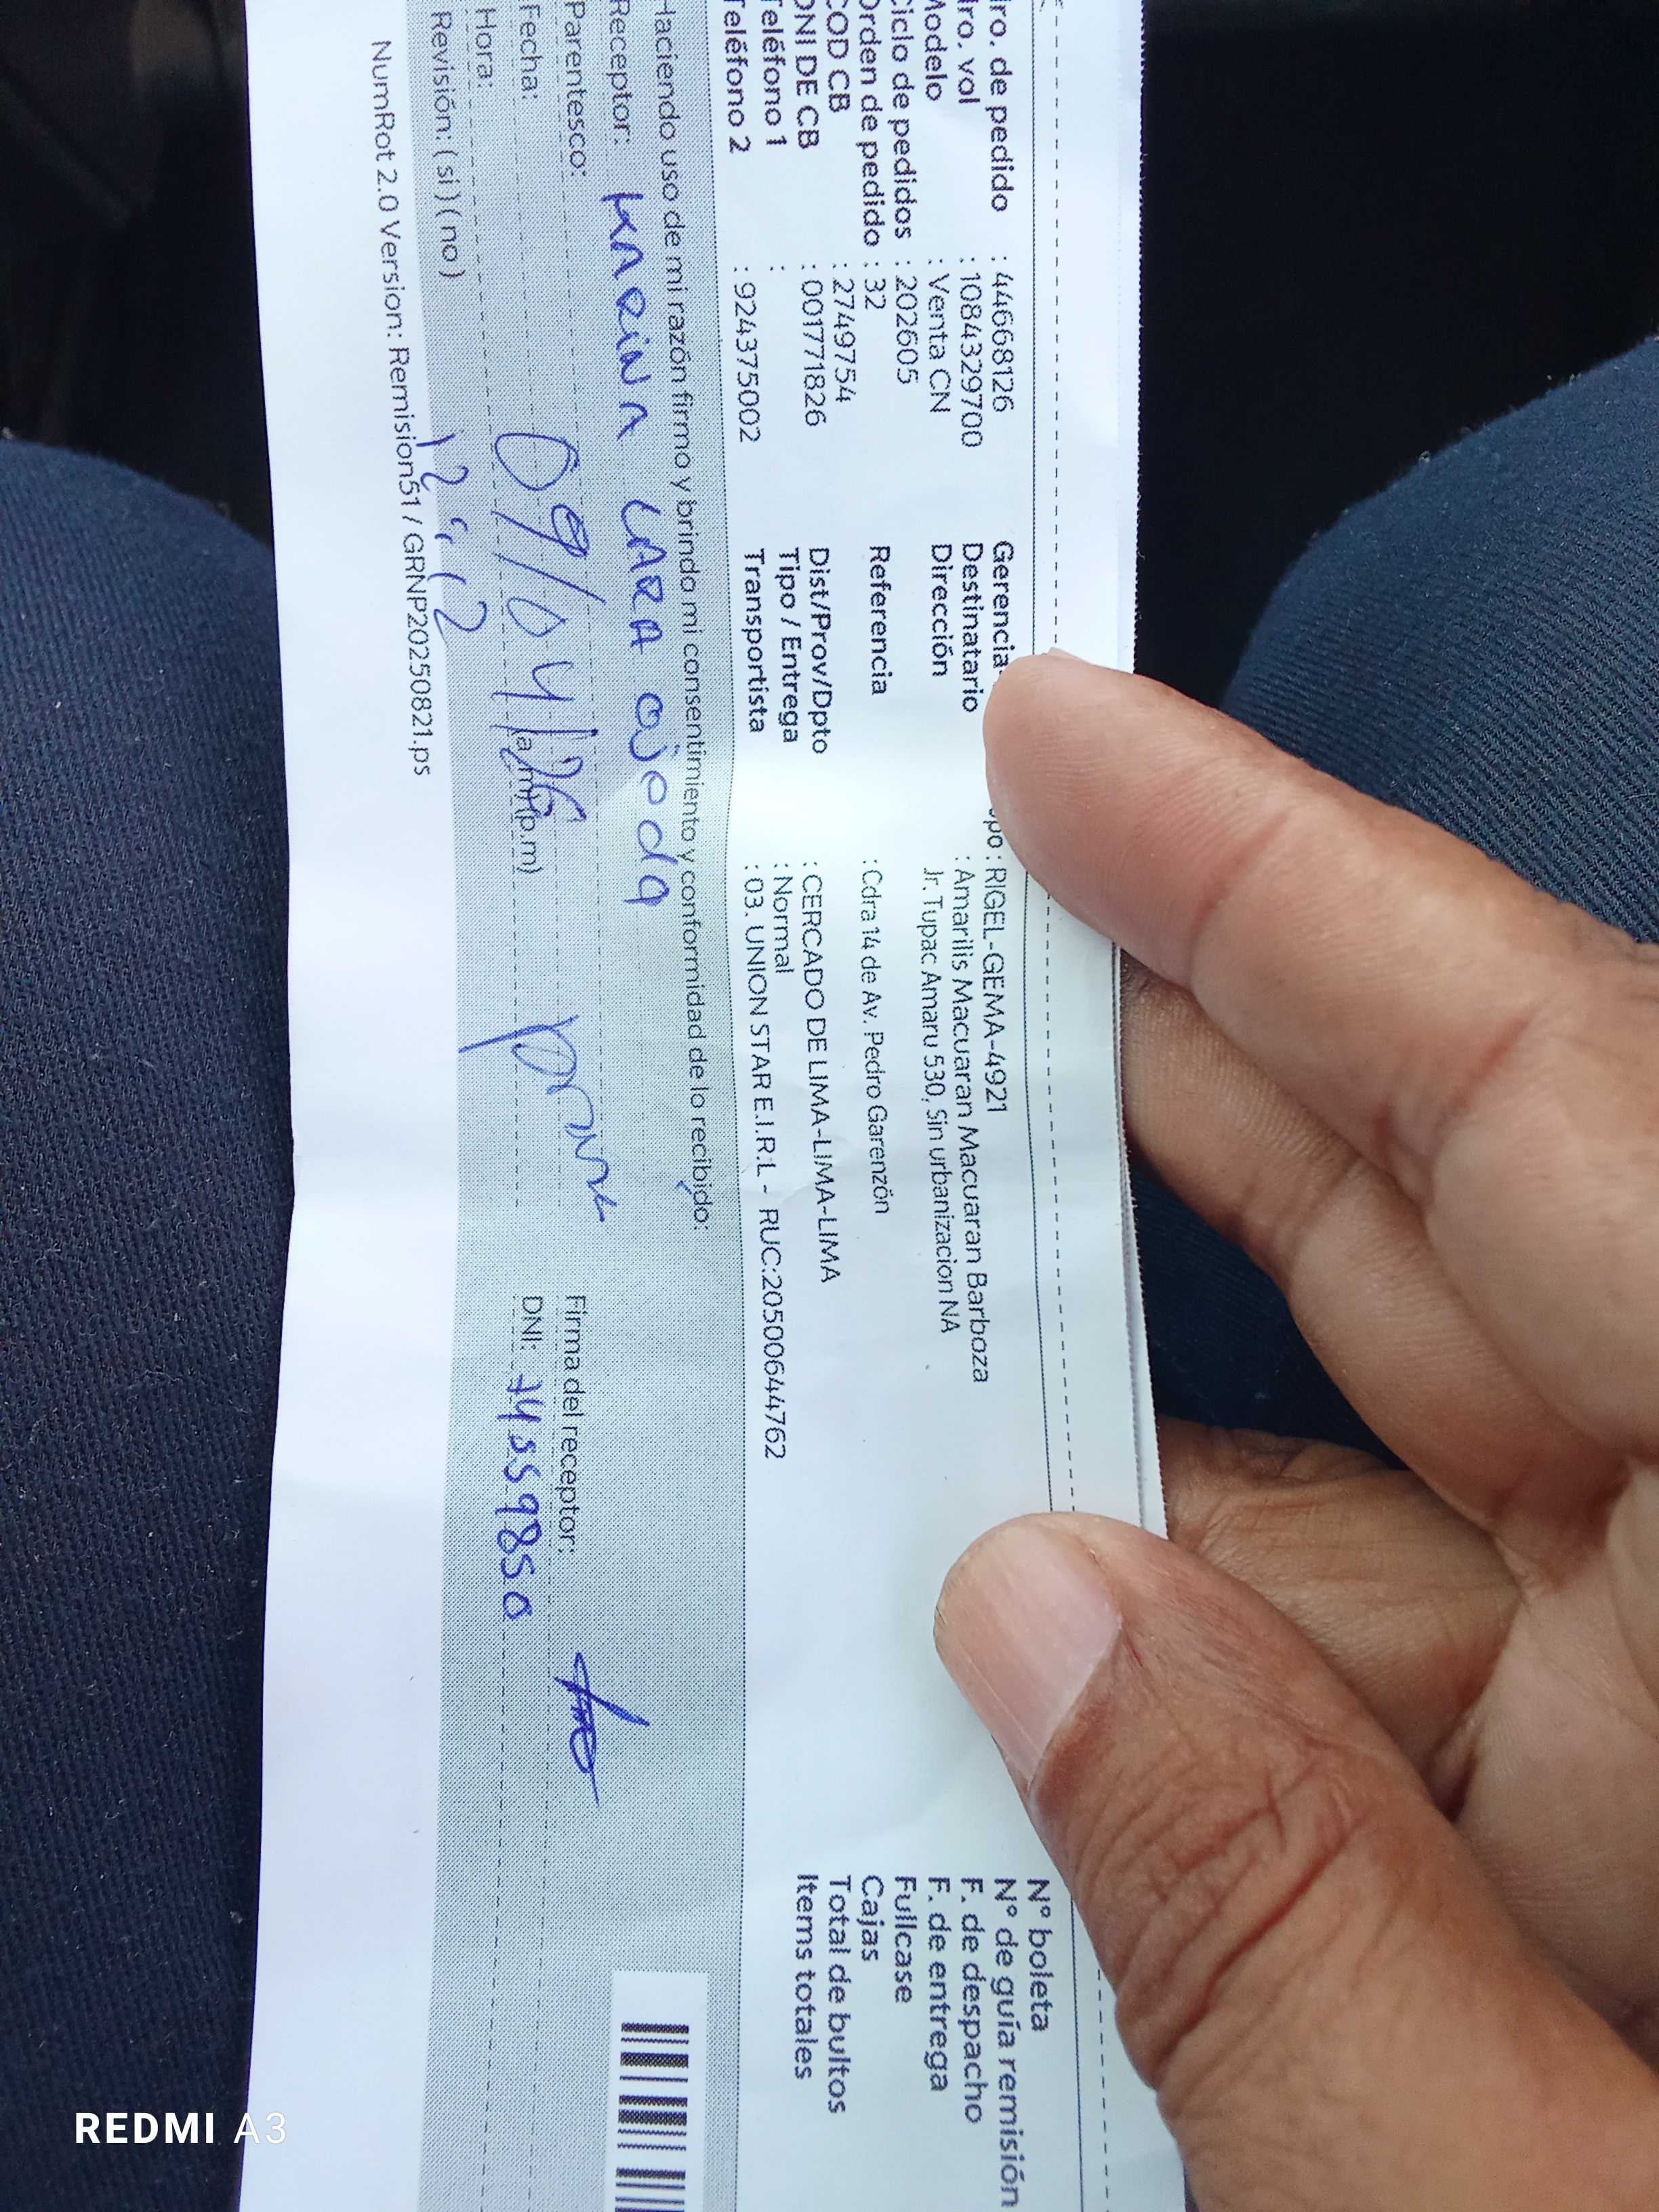 ro. de pedido : 44668126
ro. vol : 1084329700
Modelo : Venta CN
Ciclo de pedidos : 202605
Orden de pedido : 32
COD CB : 2749754
DNI DE CB : 001771826
Teléfono 1 :
Teléfono 2 : 924375002
Gerencia po : RIGEL-GEMA-4921
Destinatario : Amarilis Macuaran Macuaran Barboza
Dirección Jr. Tupac Amaru 530, Sin urbanizacion NA
Referencia : Cdra 14 de Av. Pedro Garenzón
Dist/Prov/Dpto : CERCADO DE LIMA-LIMA-LIMA
Tipo / Entrega : Normal
Transportista : 03. UNION STAR E.I.R.L - RUC:20500644762
N° boleta
N° de guía remisión
F. de despacho
F. de entrega
Fullcase
Cajas
Total de bultos
Items totales
Haciendo uso de mi razón firmo y brindo mi consentimiento y conformidad de lo recibido:
Receptor: KARINA LARA OJEDA
Parentesco:
Firma del receptor:
Fecha: 09/04/26
DNI: 74559850
Hora: (a.m) (p.m)
Revisión: (si) (no) 12:12
NumRot 2.0 Version: Remision51 / GRNP20250821.ps
REDMI A3